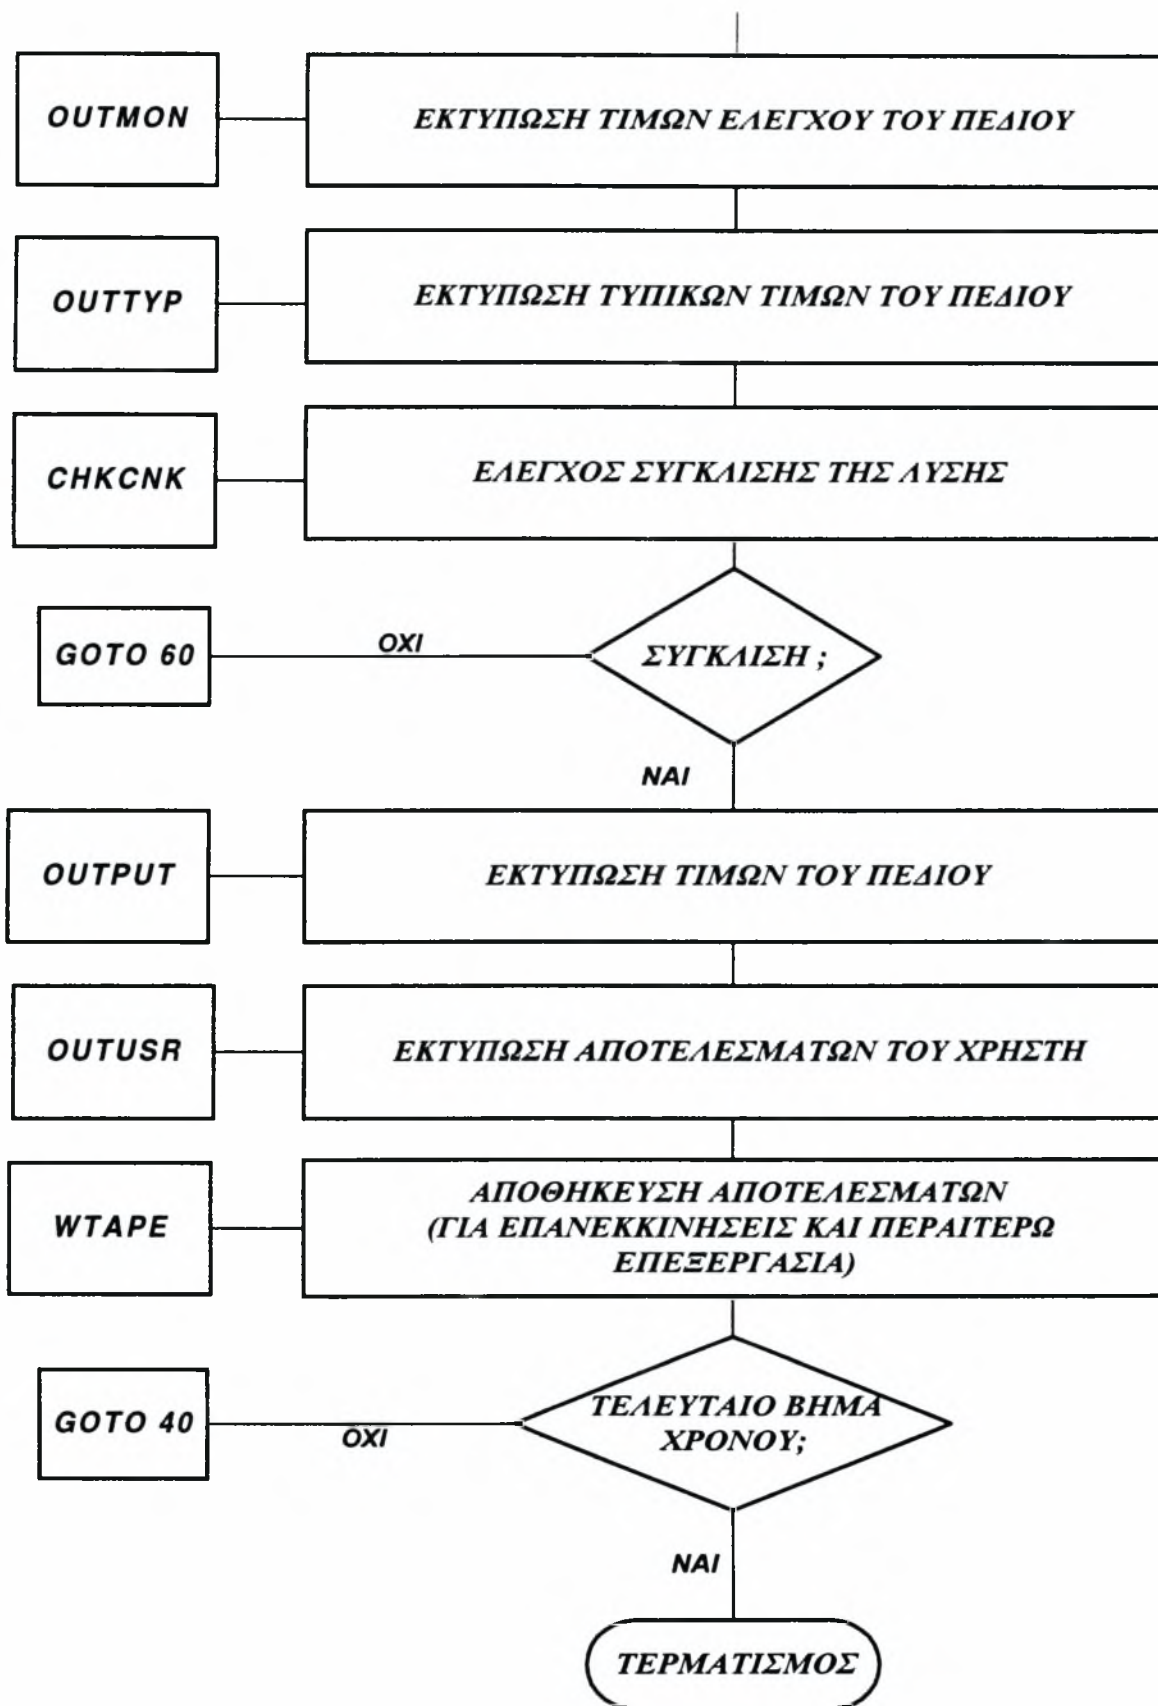 OUTMON
ΕΚΤΥΠΩΣΗ ΤΙΜΩΝ ΕΛΕΓΧΟΥ ΤΟΥ ΠΕΔΙΟΥ
OUTTYP
ΕΚΤΥΠΩΣΗ ΤΥΠΙΚΩΝ ΤΙΜΩΝ ΤΟΥ ΠΕΔΙΟΥ
CHKCNK
ΕΛΕΓΧΟΣ ΣΥΓΚΛΙΣΗΣ ΤΗΣ ΛΥΣΗΣ
GOTO 60
ΟΧΙ
ΣΥΓΚΛΙΣΗ ;
ΝΑΙ
OUTPUT
ΕΚΤΥΠΩΣΗ ΤΙΜΩΝ ΤΟΥ ΠΕΔΙΟΥ
OUTUSR
ΕΚΤΥΠΩΣΗ ΑΠΟΤΕΛΕΣΜΑΤΩΝ ΤΟΥ ΧΡΗΣΤΗ
WTAPE
ΑΠΟΘΗΚΕΥΣΗ ΑΠΟΤΕΛΕΣΜΑΤΩΝ
(ΓΙΑ ΕΠΑΝΕΚΚΙΝΗΣΕΙΣ ΚΑΙ ΠΕΡΑΙΤΕΡΩ
ΕΠΕΞΕΡΓΑΣΙΑ)
GOTO 40
ΟΧΙ
ΤΕΛΕΥΤΑΙΟ ΒΗΜΑ
ΧΡΟΝΟΥ;
ΝΑΙ
ΤΕΡΜΑΤΙΣΜΟΣ